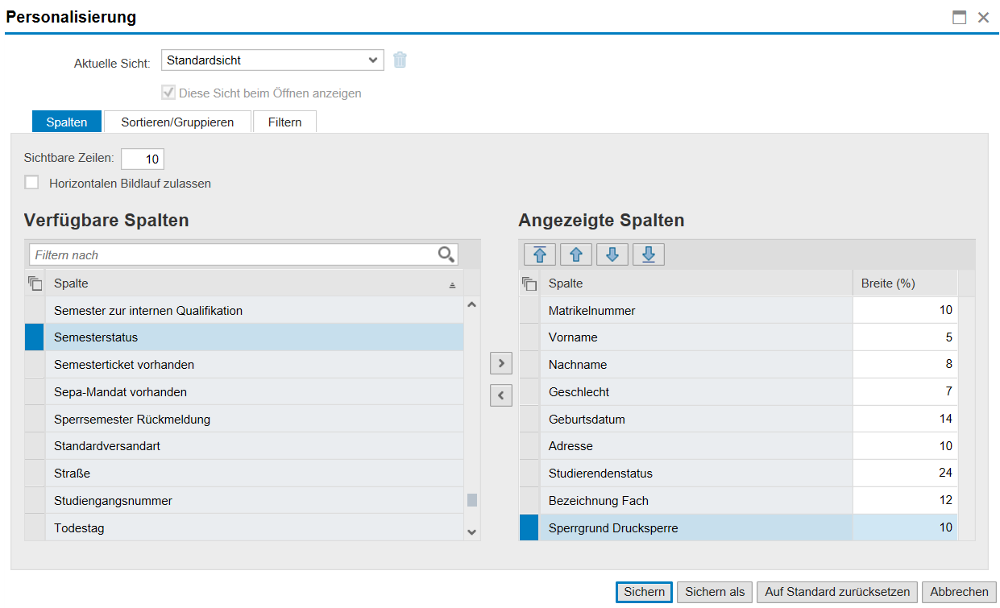 Personalisierung
Aktuelle Sicht: Standardsicht
Diese Sicht beim Öffnen anzeigen
Spalten Sortieren/Gruppieren Filtern
Sichtbare Zeilen: 10
Horizontalen Bildlauf zulassen
Verfügbare Spalten
Filtern nach
Spalte
Semester zur internen Qualifikation
Semesterstatus
Semesterticket vorhanden
Sepa-Mandat vorhanden
Sperrsemester Rückmeldung
Standardversandart
Straße
Studiengangsnummer
Todestag
Angezeigte Spalten
Spalte Breite (%)
Matrikelnummer 10
Vorname 5
Nachname 8
Geschlecht 7
Geburtsdatum 14
Adresse 10
Studierendenstatus 24
Bezeichnung Fach 12
Sperrgrund Drucksperre 10
Sichern Sichern als Auf Standard zurücksetzen Abbrechen